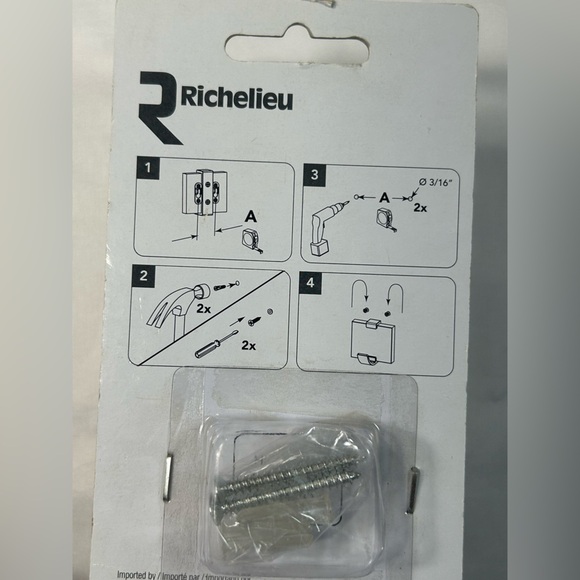 Richelieu
1
A
3
Ø 3/16"
A
2x
2
2x
2x
4
Imported by / Importé par /